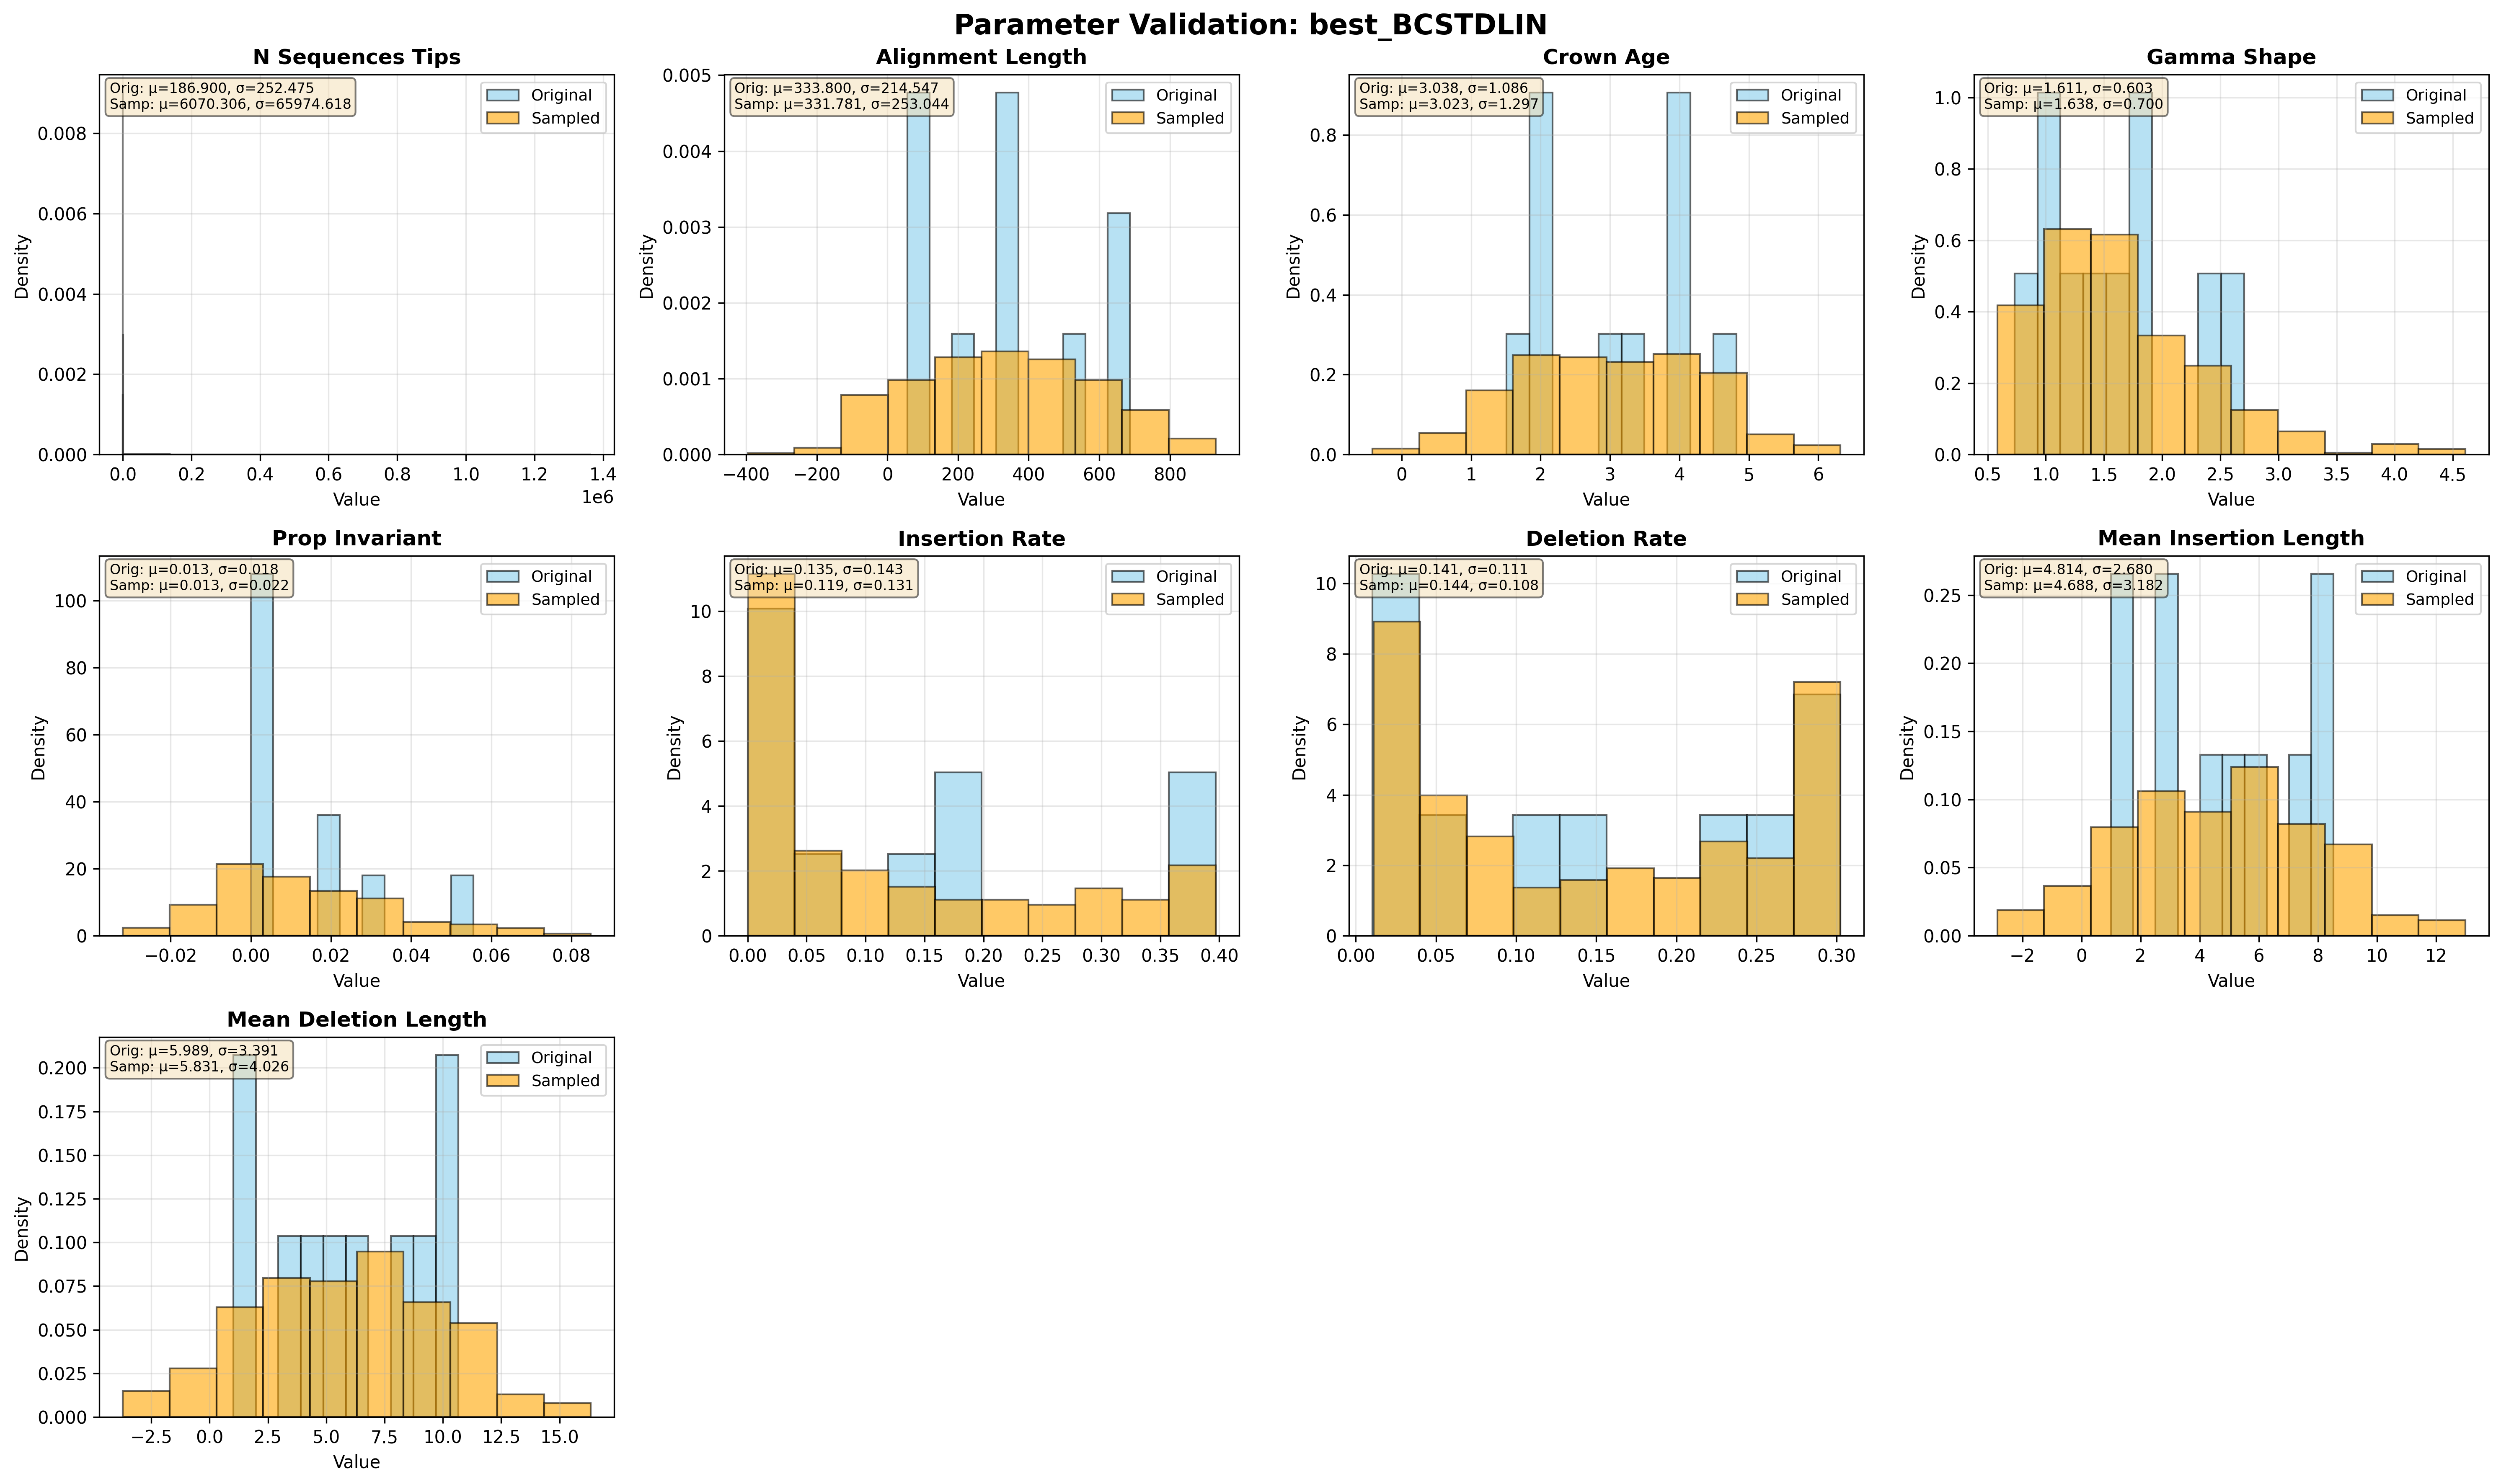 Parameter Validation: best_BCSTDLIN
N Sequences Tips
Orig: μ=186.900, σ=252.475
Samp: μ=6070.306, σ=65974.618
Original
Sampled
Density
0.008
0.006
0.004
0.002
0.000
0.0 0.2 0.4 0.6 0.8 1.0 1.2 1.4
1e6
Value
Alignment Length
Orig: μ=333.800, σ=214.547
Samp: μ=331.781, σ=253.044
Original
Sampled
Density
0.005
0.004
0.003
0.002
0.001
0.000
−400 −200 0 200 400 600 800
Value
Crown Age
Orig: μ=3.038, σ=1.086
Samp: μ=3.023, σ=1.297
Original
Sampled
Density
0.8
0.6
0.4
0.2
0.0
0 1 2 3 4 5 6
Value
Gamma Shape
Orig: μ=1.611, σ=0.603
Samp: μ=1.638, σ=0.700
Original
Sampled
Density
1.0
0.8
0.6
0.4
0.2
0.0
0.5 1.0 1.5 2.0 2.5 3.0 3.5 4.0 4.5
Value
Prop Invariant
Orig: μ=0.013, σ=0.018
Samp: μ=0.013, σ=0.022
Original
Sampled
Density
100
80
60
40
20
0
−0.02 0.00 0.02 0.04 0.06 0.08
Value
Insertion Rate
Orig: μ=0.135, σ=0.143
Samp: μ=0.119, σ=0.131
Original
Sampled
Density
10
8
6
4
2
0
0.00 0.05 0.10 0.15 0.20 0.25 0.30 0.35 0.40
Value
Deletion Rate
Orig: μ=0.141, σ=0.111
Samp: μ=0.144, σ=0.108
Original
Sampled
Density
10
8
6
4
2
0
0.00 0.05 0.10 0.15 0.20 0.25 0.30
Value
Mean Insertion Length
Orig: μ=4.814, σ=2.680
Samp: μ=4.688, σ=3.182
Original
Sampled
Density
0.25
0.20
0.15
0.10
0.05
0.00
−2 0 2 4 6 8 10 12
Value
Mean Deletion Length
Orig: μ=5.989, σ=3.391
Samp: μ=5.831, σ=4.026
Original
Sampled
Density
0.200
0.175
0.150
0.125
0.100
0.075
0.050
0.025
0.000
−2.5 0.0 2.5 5.0 7.5 10.0 12.5 15.0
Value